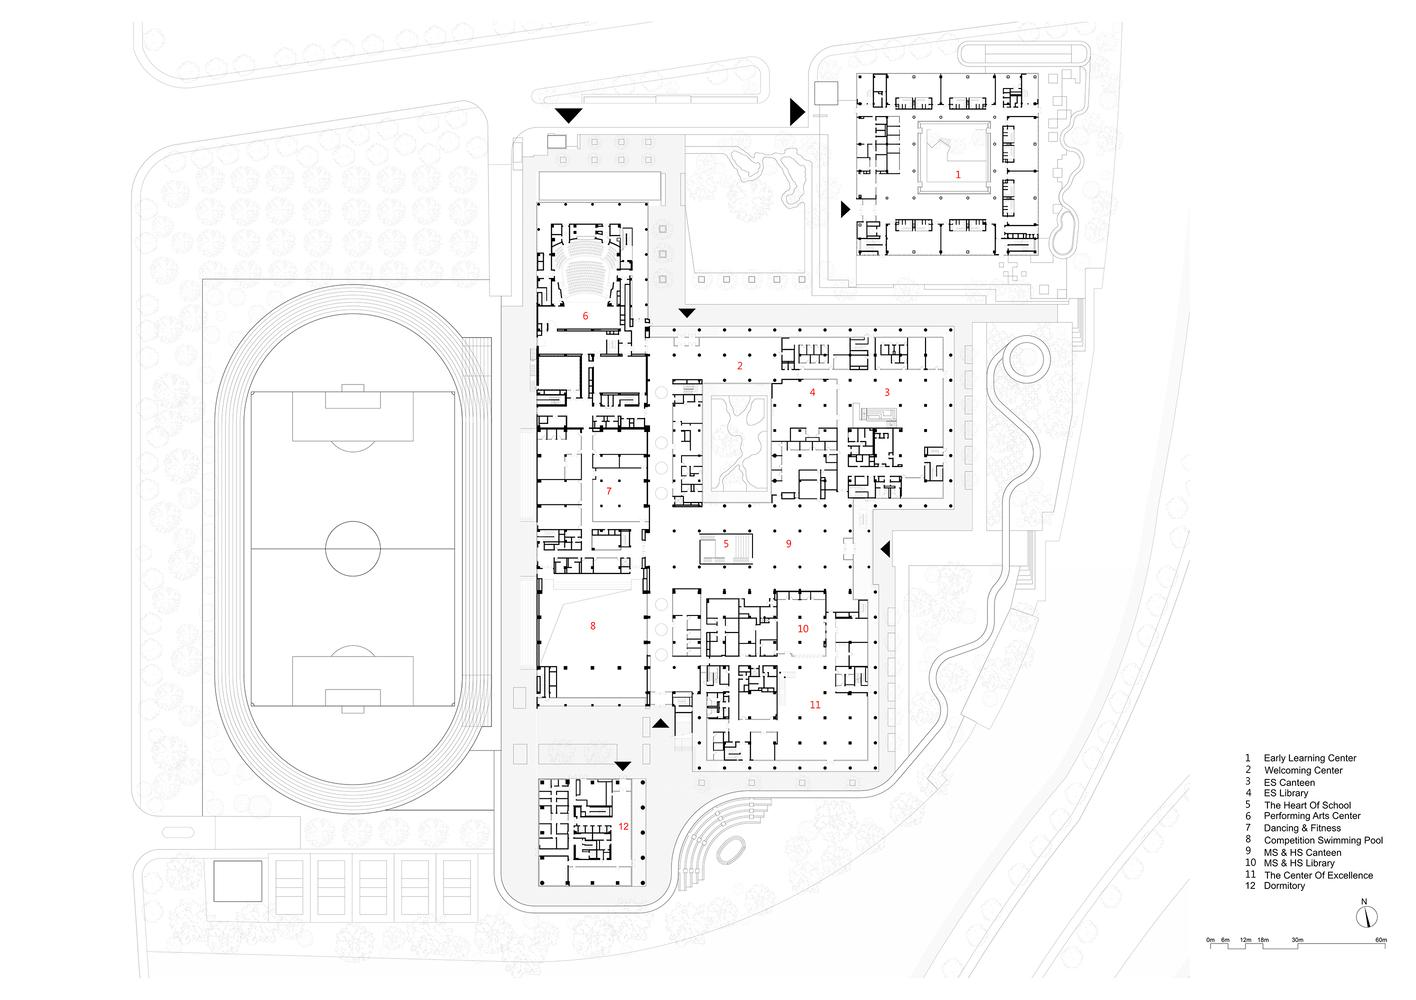 1
6
2
4
3
7
5
9
8
10
11
12
1 Early Learning Center
2 Welcoming Center
3 ES Canteen
4 ES Library
5 The Heart Of School
6 Performing Arts Center
7 Dancing & Fitness
8 Competition Swimming Pool
9 MS & HS Canteen
10 MS & HS Library
11 The Center Of Excellence
12 Dormitory
N
0m 6m 12m 18m 30m 60m